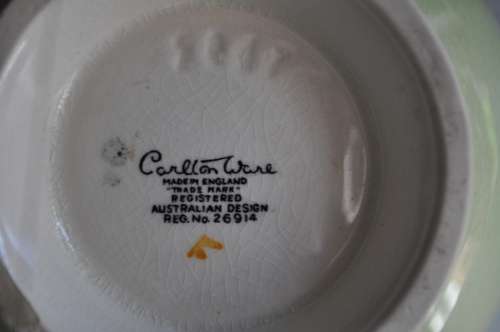 Carlton Ware
MADE IN ENGLAND
"TRADE MARK"
REGISTERED
AUSTRALIAN DESIGN
REG. No. 26914